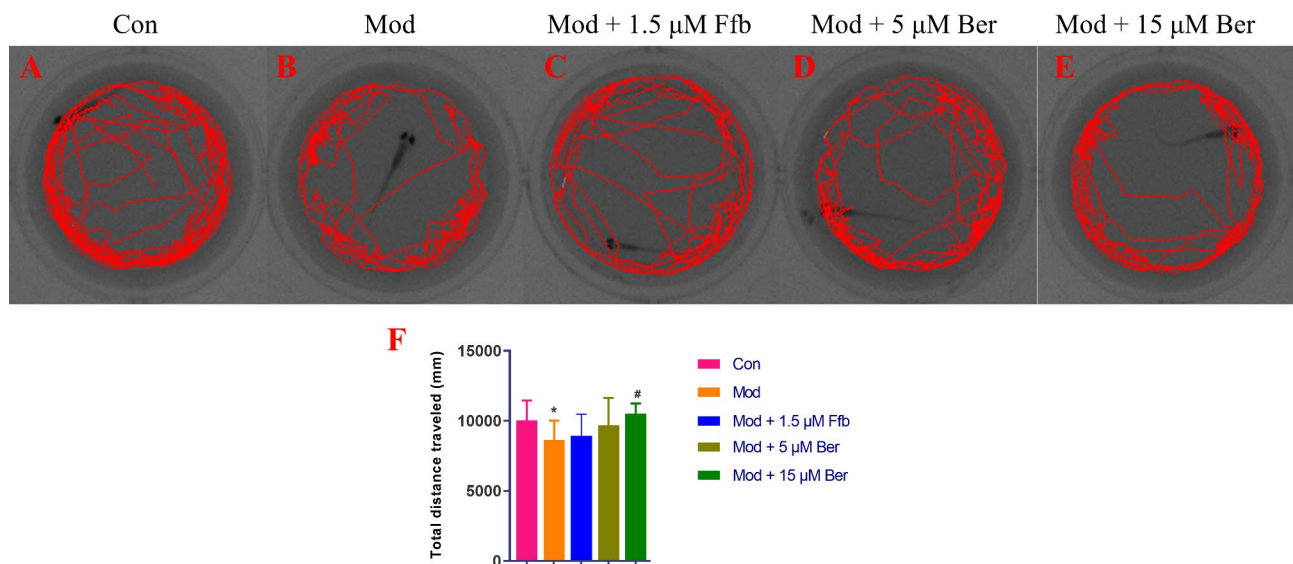 Con Mod Mod + 1.5 μM Ffb Mod + 5 μM Ber Mod + 15 μM Ber
A B C D E
F
Total distance traveled (mm)
15000
10000
5000
0
* #
Con
Mod
Mod + 1.5 μM Ffb
Mod + 5 μM Ber
Mod + 15 μM Ber